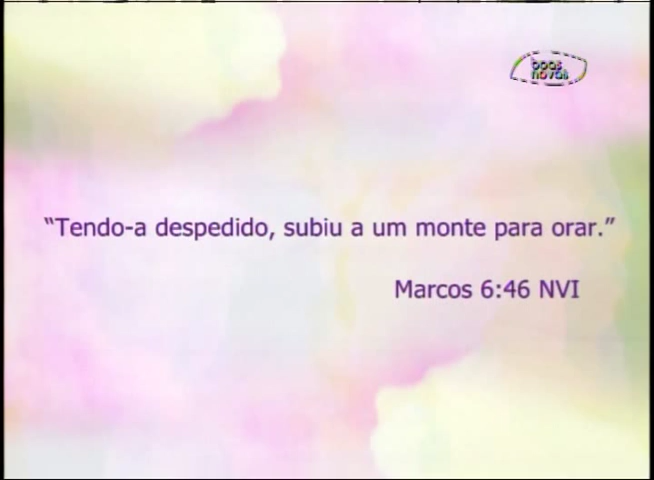 boas
novas
“Tendo-a despedido, subiu a um monte para orar.”
Marcos 6:46 NVI